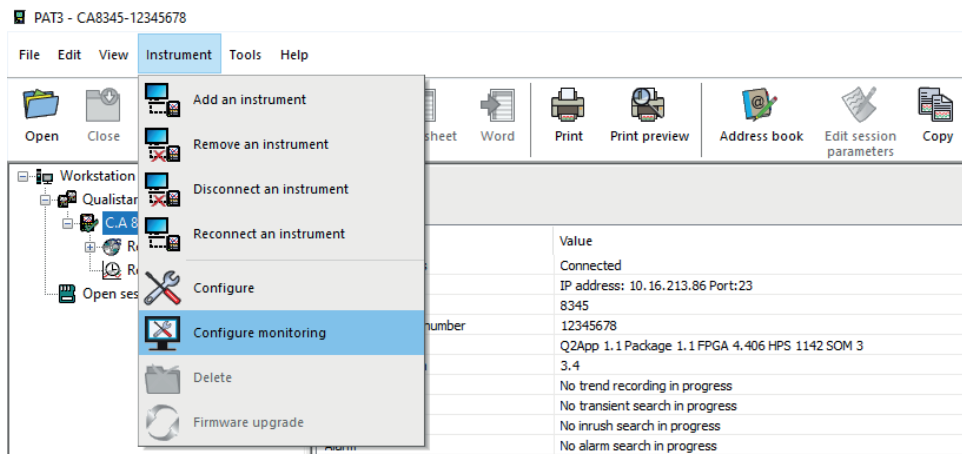 PAT3 - CA8345-12345678
File Edit View Instrument Tools Help
Open Close sheet Word Print Print preview Address book Edit session parameters Copy
Add an instrument
Remove an instrument
Disconnect an instrument
Reconnect an instrument
Configure
Configure monitoring
Delete
Firmware upgrade
Workstation
Qualistar
C.A 8
R
R
Open ses
Value
Connected
IP address: 10.16.213.86 Port:23
8345
number 12345678
Q2App 1.1 Package 1.1 FPGA 4.406 HPS 1142 SOM 3
3.4
No trend recording in progress
No transient search in progress
No inrush search in progress
Alarm No alarm search in progress